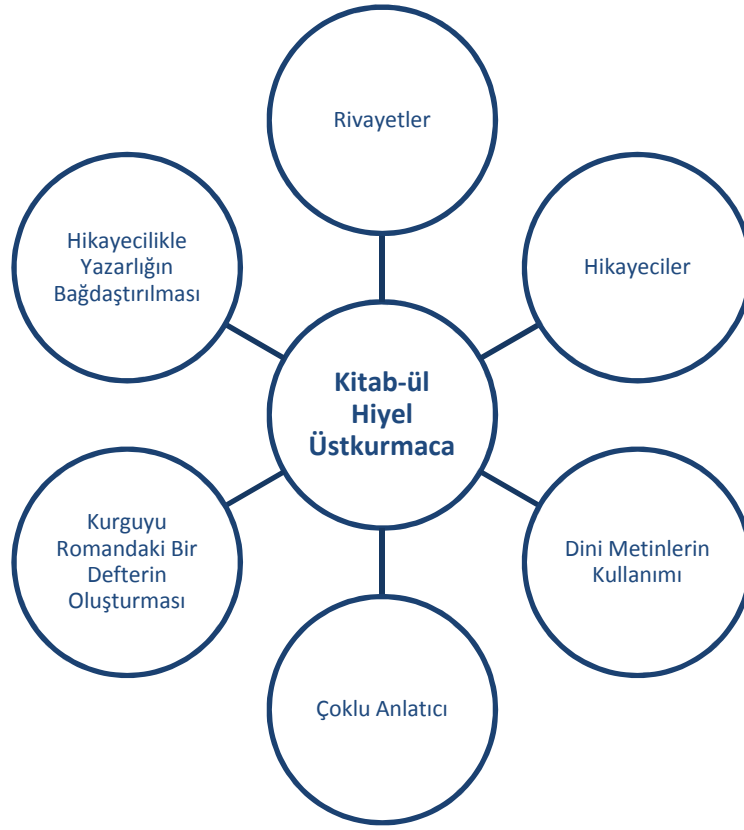 Rivayetler
Hikayecilikle
Yazarlığın
Bağdaştırılması
Hikayeciler
Kitab-ül
Hiyel
Üstkurmaca
Kurguyu
Romandaki Bir
Defterin
Oluşturması
Dini Metinlerin
Kullanımı
Çoklu Anlatıcı